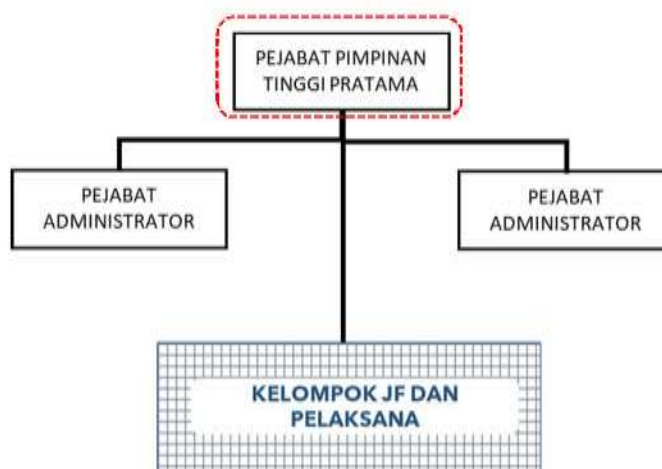 PEJABAT PIMPINAN
TINGGI PRATAMA
PEJABAT
ADMINISTRATOR
PEJABAT
ADMINISTRATOR
KELOMPOK JF DAN
PELAKSANA